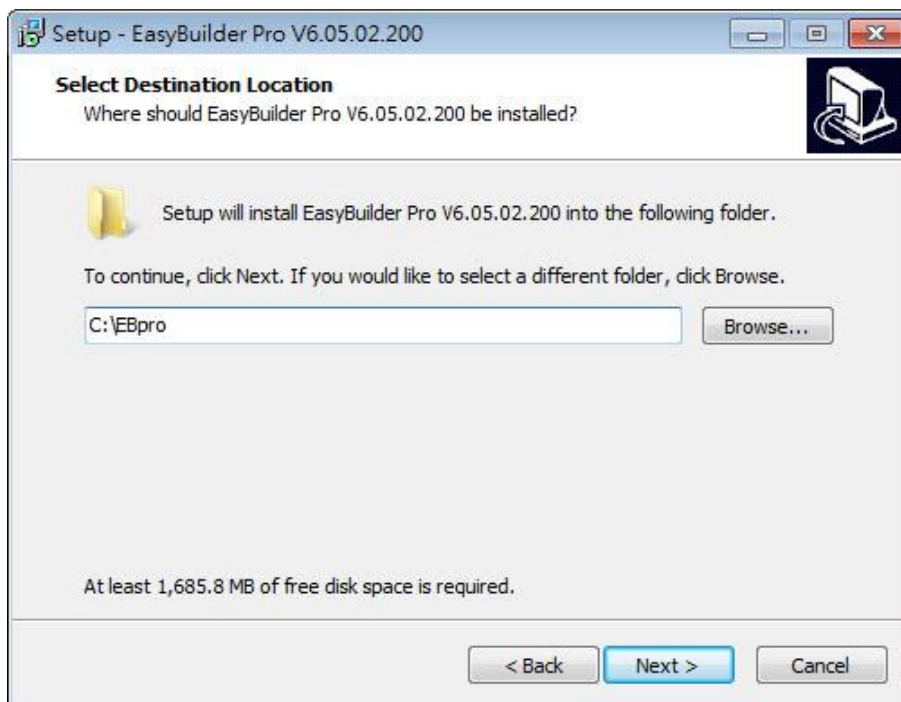 Setup - EasyBuilder Pro V6.05.02.200
Select Destination Location
Where should EasyBuilder Pro V6.05.02.200 be installed?
Setup will install EasyBuilder Pro V6.05.02.200 into the following folder.
To continue, click Next. If you would like to select a different folder, click Browse.
C:\EBpro
Browse...
At least 1,685.8 MB of free disk space is required.
< Back
Next >
Cancel